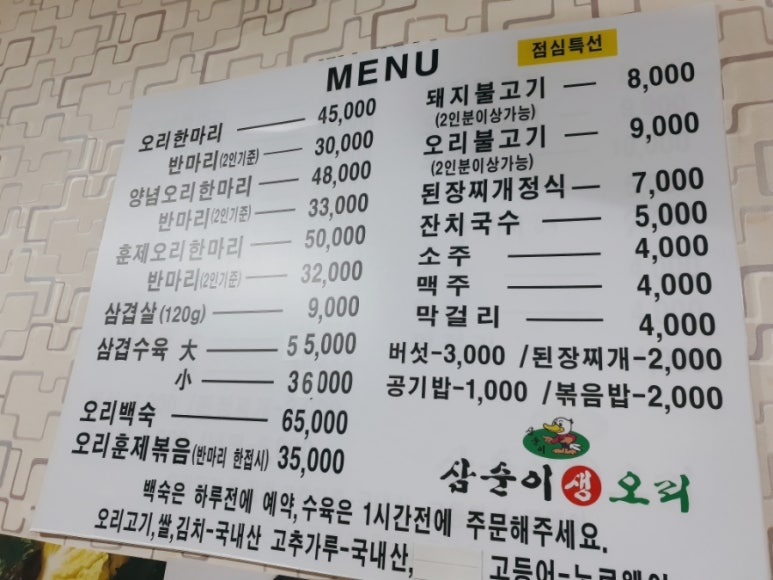 MENU
오리한마리 45,000
반마리(2인기준) 30,000
양념오리한마리 48,000
반마리(2인기준) 33,000
훈제오리한마리 50,000
반마리(2인기준) 32,000
삼겹살(120g) 9,000
삼겹수육 大 55,000
小 36000
오리백숙 65,000
오리훈제볶음(반마리 한접시) 35,000
점심특선
돼지불고기 8,000
(2인분이상가능)
오리불고기 9,000
(2인분이상가능)
된장찌개정식 7,000
잔치국수 5,000
소주 4,000
맥주 4,000
막걸리 4,000
버섯-3,000 /된장찌개-2,000
공기밥-1,000 /볶음밥-2,000
삼순이 생 오리
백숙은 하루전에 예약,수육은 1시간전에 주문해주세요.
오리고기,쌀,김치-국내산 고추가루-국내산, 고등어-노르웨이